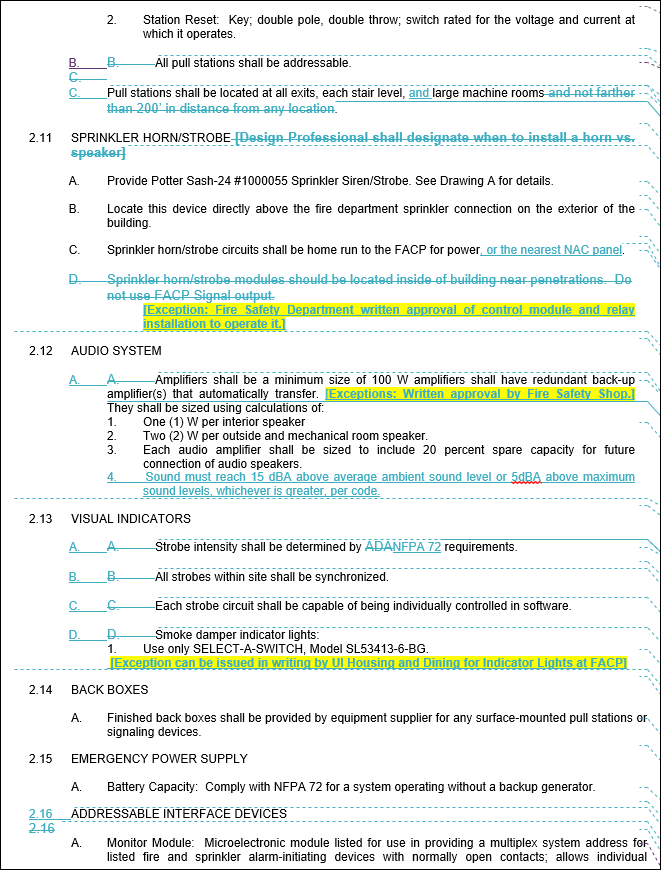 2. Station Reset: Key; double pole, double throw; switch rated for the voltage and current at
which it operates.
B. B. All pull stations shall be addressable.
C.
C. Pull stations shall be located at all exits, each stair level, and large machine rooms and not farther
than 200' in distance from any location.
2.11 SPRINKLER HORN/STROBE [Design Professional shall designate when to install a horn vs.
speaker]
A. Provide Potter Sash-24 #1000055 Sprinkler Siren/Strobe. See Drawing A for details.
B. Locate this device directly above the fire department sprinkler connection on the exterior of the
building.
C. Sprinkler horn/strobe circuits shall be home run to the FACP for power, or the nearest NAC panel.
D. Sprinkler horn/strobe modules should be located inside of building near penetrations. Do
not use FACP Signal output.
[Exception: Fire Safety Department written approval of control module and relay
installation to operate it.]
2.12 AUDIO SYSTEM
A. A. Amplifiers shall be a minimum size of 100 W amplifiers shall have redundant back-up
amplifier(s) that automatically transfer. [Exceptions: Written approval by Fire Safety Shop.]
They shall be sized using calculations of:
1. One (1) W per interior speaker
2. Two (2) W per outside and mechanical room speaker.
3. Each audio amplifier shall be sized to include 20 percent spare capacity for future
connection of audio speakers.
4. Sound must reach 15 dBA above average ambient sound level or 5dBA above maximum
sound levels, whichever is greater, per code.
2.13 VISUAL INDICATORS
A. A. Strobe intensity shall be determined by ADANFPA 72 requirements.
B. B. All strobes within site shall be synchronized.
C. C. Each strobe circuit shall be capable of being individually controlled in software.
D. D. Smoke damper indicator lights:
1. Use only SELECT-A-SWITCH, Model SL53413-6-BG.
[Exception can be issued in writing by UI Housing and Dining for Indicator Lights at FACP]
2.14 BACK BOXES
A. Finished back boxes shall be provided by equipment supplier for any surface-mounted pull stations or
signaling devices.
2.15 EMERGENCY POWER SUPPLY
A. Battery Capacity: Comply with NFPA 72 for a system operating without a backup generator.
2.16 ADDRESSABLE INTERFACE DEVICES
2.16
A. Monitor Module: Microelectronic module listed for use in providing a multiplex system address for
listed fire and sprinkler alarm-initiating devices with normally open contacts; allows individual